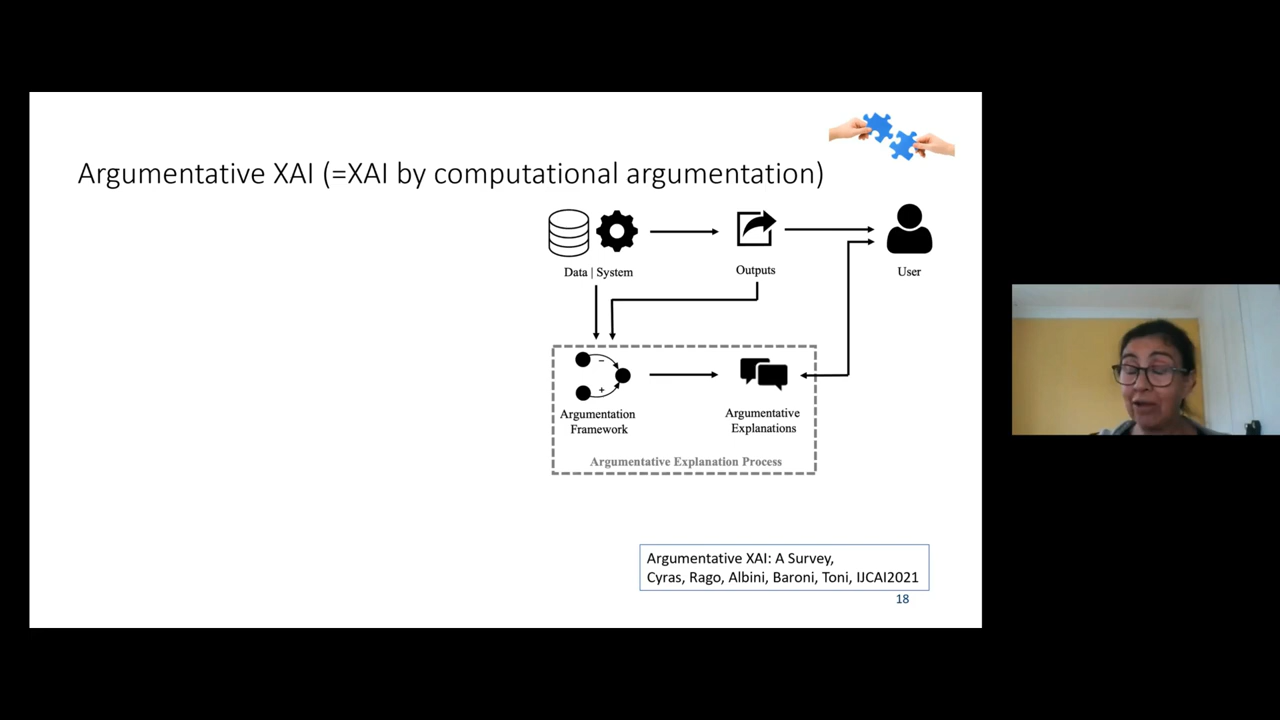 Argumentative XAI (=XAI by computational argumentation)
Data | System
Outputs
User
−
+
Argumentation
Framework
Argumentative
Explanations
Argumentative Explanation Process
Argumentative XAI: A Survey,
Cyras, Rago, Albini, Baroni, Toni, IJCAI2021
18